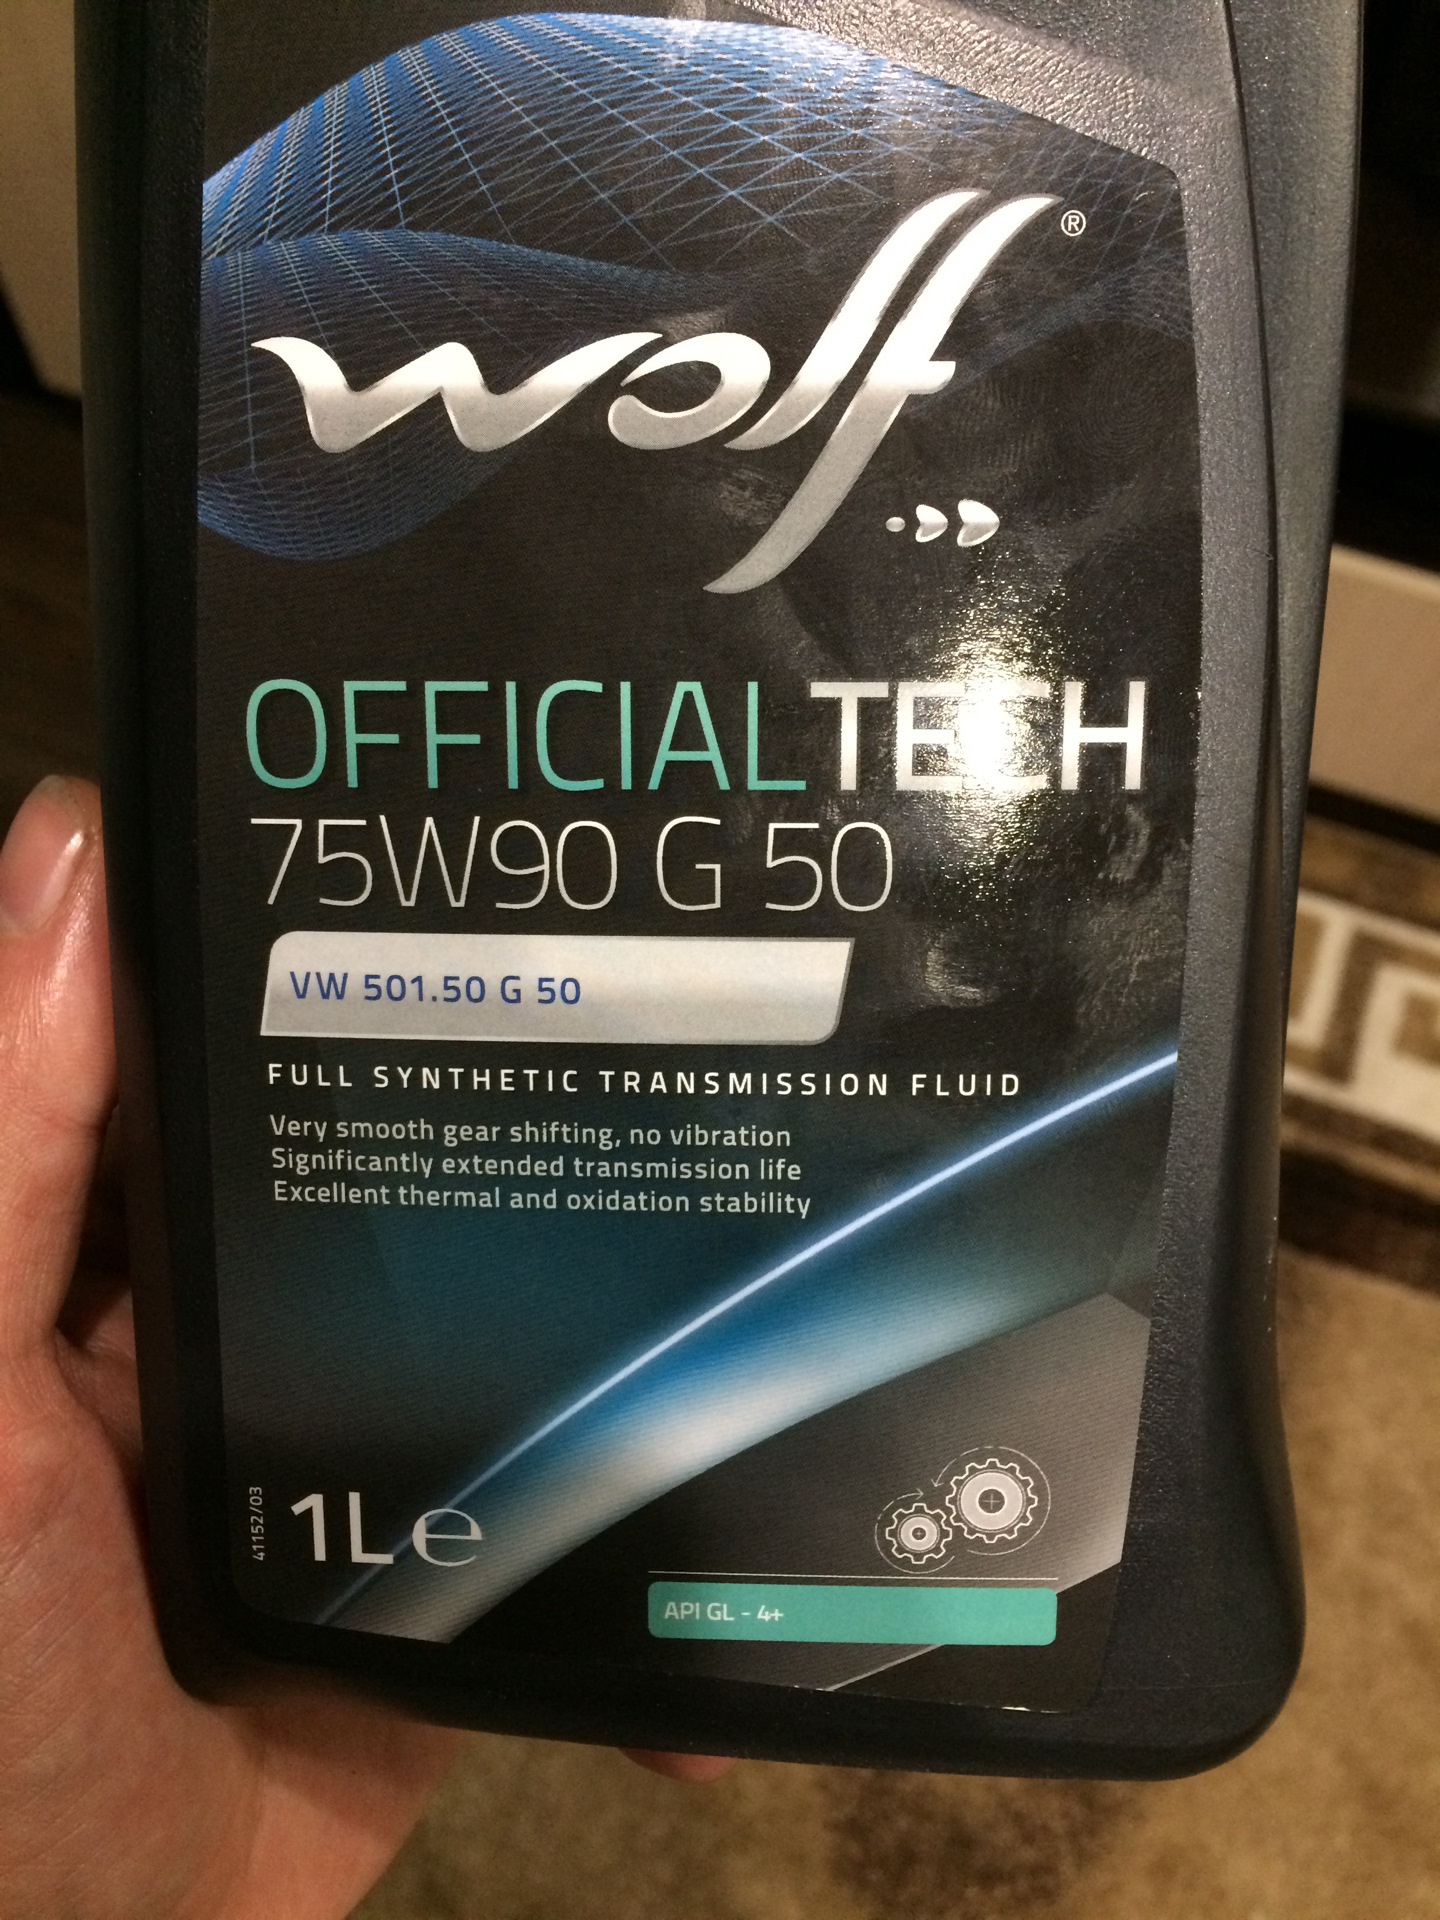 wolf ®
OFFICIALTECH
75W90 G 50
VW 501.50 G 50
FULL SYNTHETIC TRANSMISSION FLUID
Very smooth gear shifting, no vibration
Significantly extended transmission life
Excellent thermal and oxidation stability
41152/03
1L e
API GL - 4+